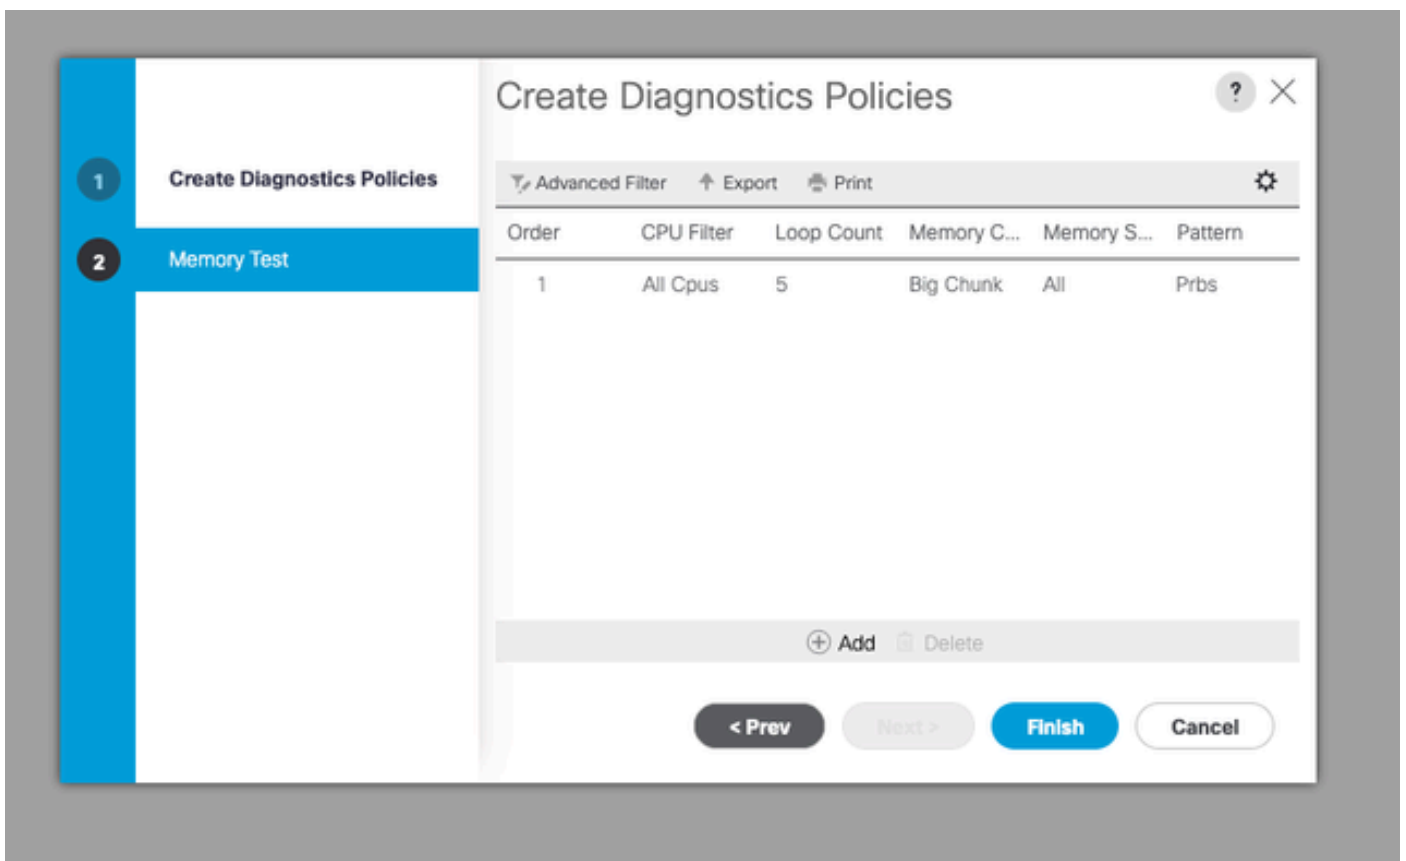 Create Diagnostics Policies
?
1
Create Diagnostics Policies
2
Memory Test
Advanced Filter Export Print
Order CPU Filter Loop Count Memory C... Memory S... Pattern
1 All Cpus 5 Big Chunk All Prbs
Add Delete
< Prev Next > Finish Cancel